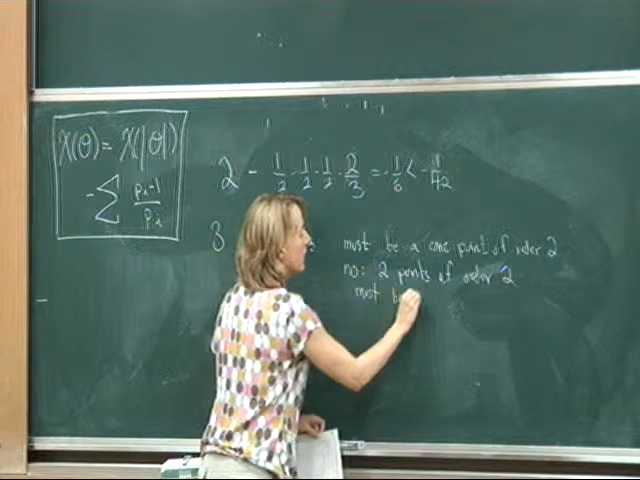 χ(θ) = χ(|θ|)
- Σ (pᵢ-1)/pᵢ
2 - 1/2 - 1/2 - 1/2 - 2/3 = -1/6 < -1/42
3
must be a cone point of order 2
no: 2 points of order 2
must